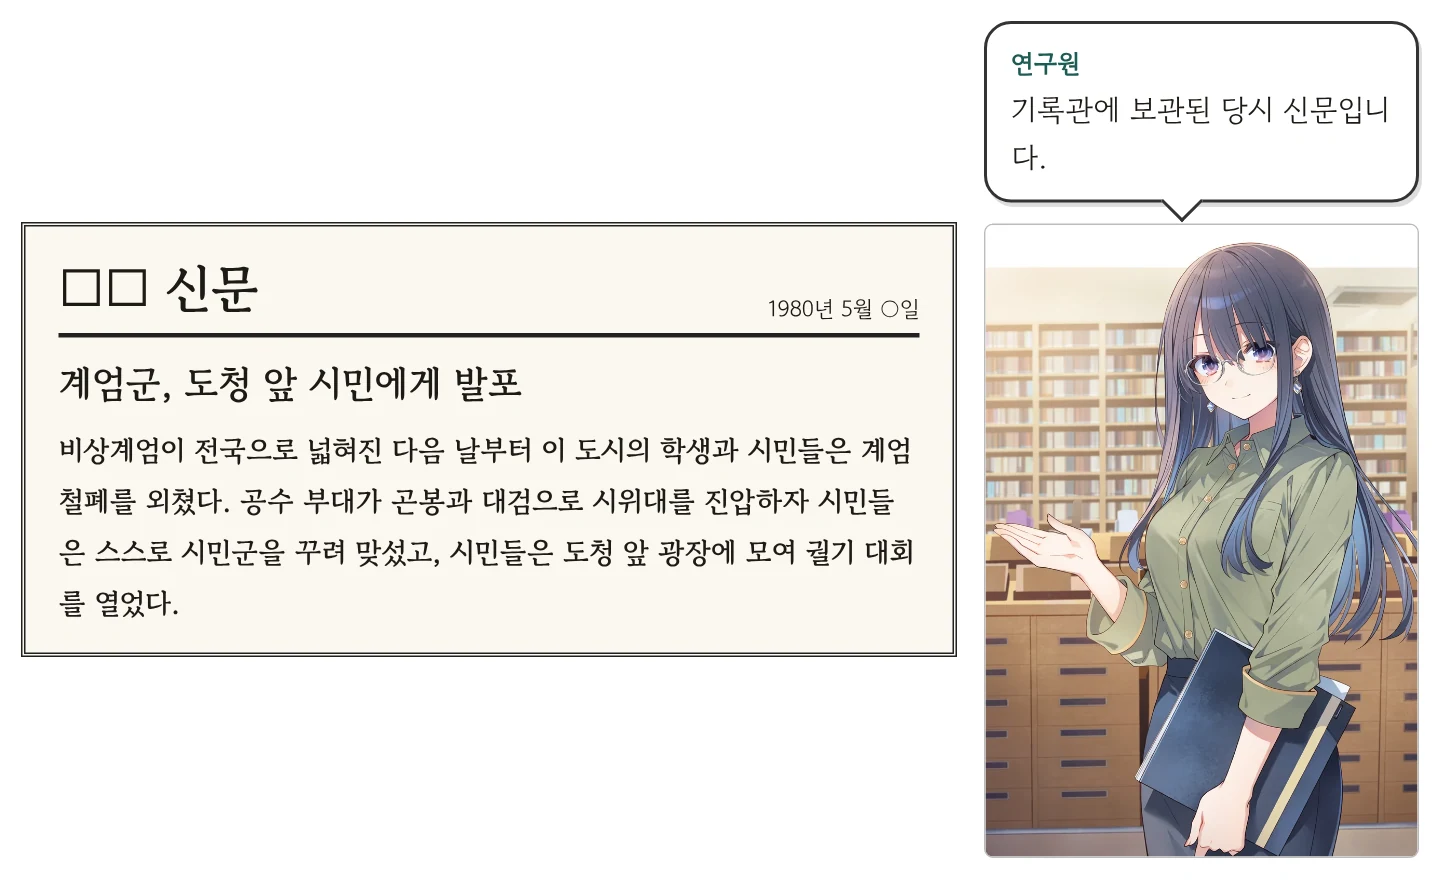 연구원
기록관에 보관된 당시 신문입니
다.
□□ 신문
1980년 5월 ○일
계엄군, 도청 앞 시민에게 발포
비상계엄이 전국으로 넓혀진 다음 날부터 이 도시의 학생과 시민들은 계엄
철폐를 외쳤다. 공수 부대가 곤봉과 대검으로 시위대를 진압하자 시민들
은 스스로 시민군을 꾸려 맞섰고, 시민들은 도청 앞 광장에 모여 궐기 대회
를 열었다.